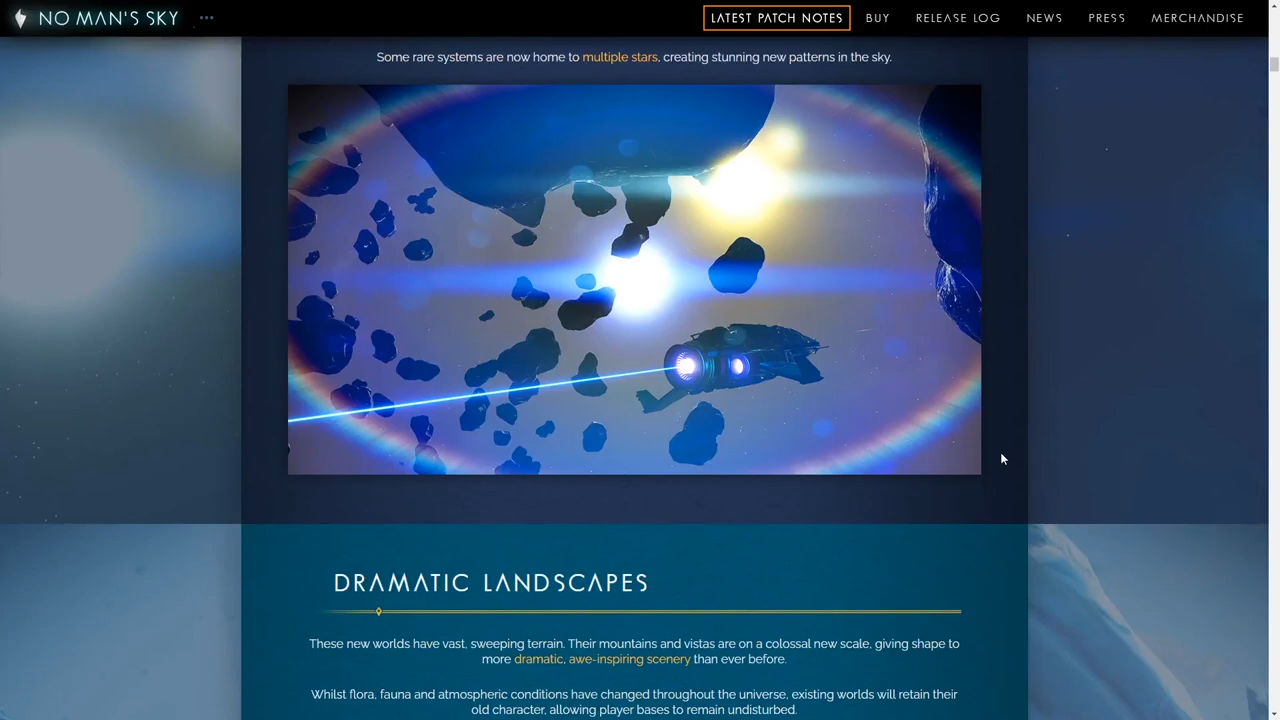 NO MAN'S SKY
LATEST PATCH NOTES
BUY
RELEASE LOG
NEWS
PRESS
MERCHANDISE
Some rare systems are now home to multiple stars, creating stunning new patterns in the sky.
DRAMATIC LANDSCAPES
These new worlds have vast, sweeping terrain. Their mountains and vistas are on a colossal new scale, giving shape to
more dramatic, awe-inspiring scenery than ever before.
Whilst flora, fauna and atmospheric conditions have changed throughout the universe, existing worlds will retain their
old character, allowing player bases to remain undisturbed.